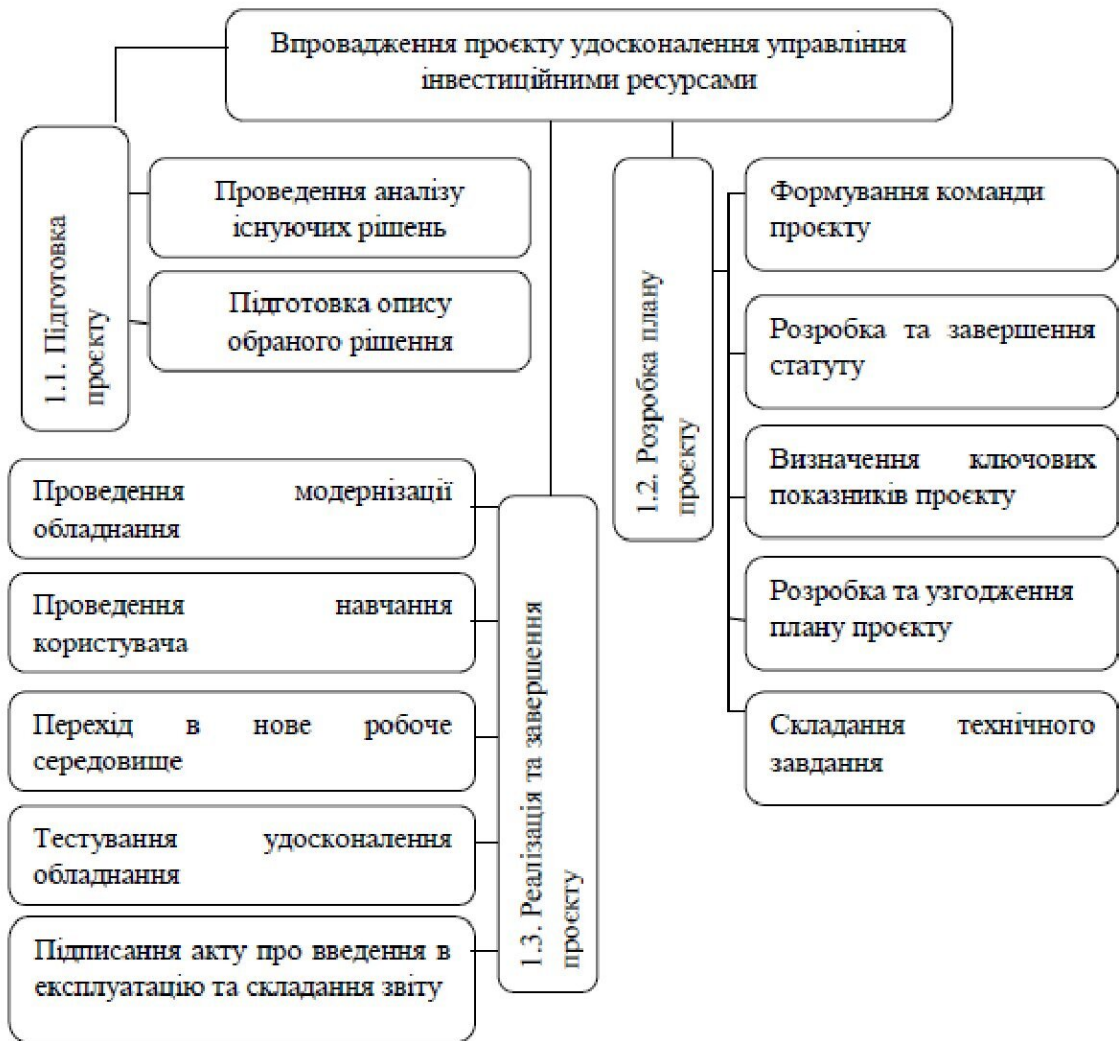 Впровадження проєкту удосконалення управління
інвестиційними ресурсами
1.1. Підготовка
проєкту
Проведення аналізу
існуючих рішень
Підготовка опису
обраного рішення
1.2. Розробка плану
проєкту
Формування команди
проєкту
Розробка та завершення
статуту
Визначення ключових
показників проєкту
Розробка та узгодження
плану проєкту
Складання технічного
завдання
1.3. Реалізація та завершення
проєкту
Проведення модернізації
обладнання
Проведення навчання
користувача
Перехід в нове робоче
середовище
Тестування удосконалення
обладнання
Підписання акту про введення в
експлуатацію та складання звіту